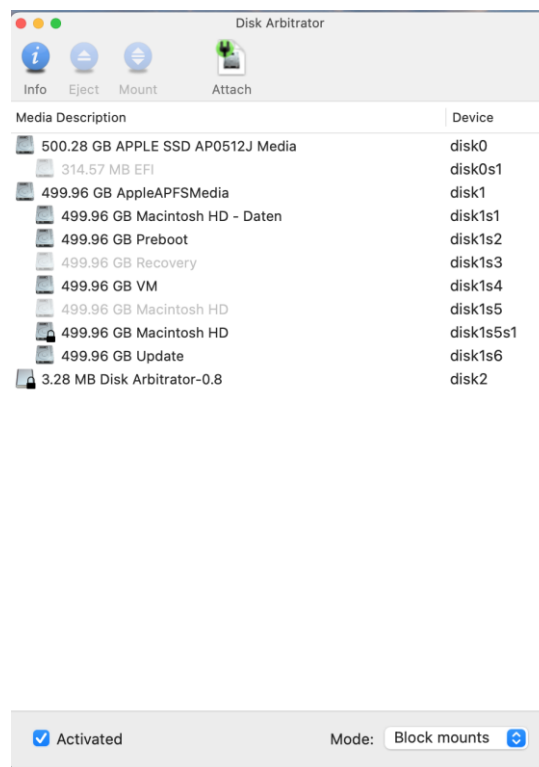 Disk Arbitrator
Info Eject Mount Attach
Media Description Device
500.28 GB APPLE SSD AP0512J Media disk0
314.57 MB EFI disk0s1
499.96 GB AppleAPFSMedia disk1
499.96 GB Macintosh HD - Daten disk1s1
499.96 GB Preboot disk1s2
499.96 GB Recovery disk1s3
499.96 GB VM disk1s4
499.96 GB Macintosh HD disk1s5
499.96 GB Macintosh HD disk1s5s1
499.96 GB Update disk1s6
3.28 MB Disk Arbitrator-0.8 disk2
Activated Mode: Block mounts